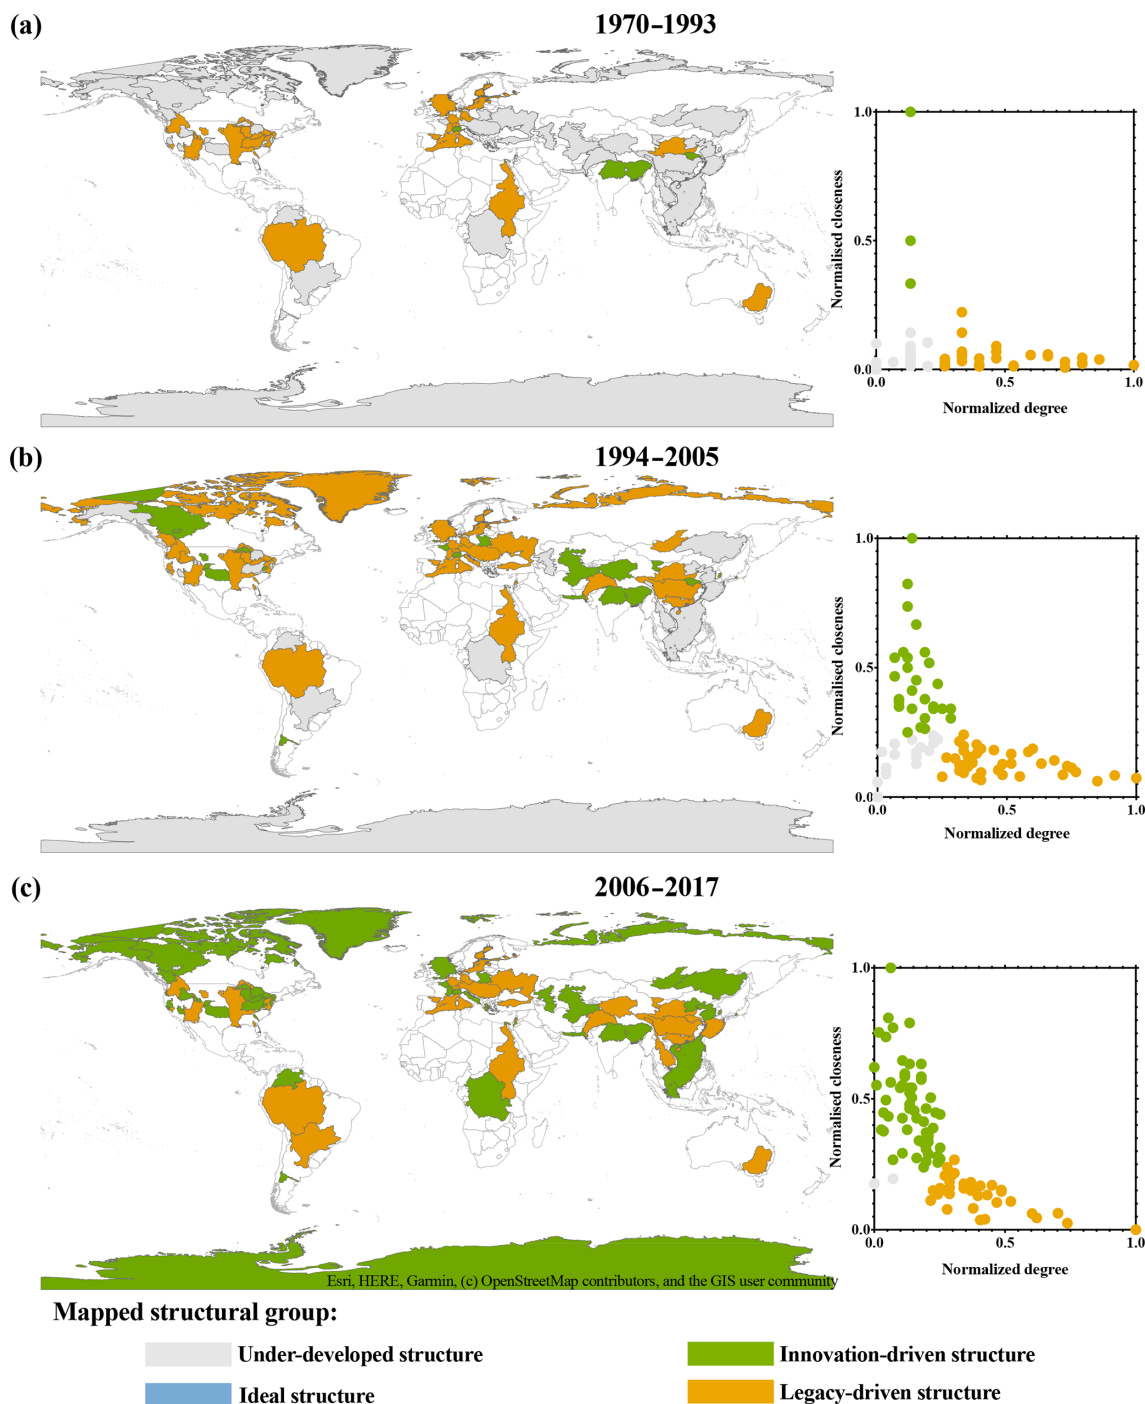 (a)
1970–1993
1.0
0.5
0.0
0.0
0.5
1.0
Normalised closeness
Normalized degree
(b)
1994–2005
1.0
0.5
0.0
0.0
0.5
1.0
Normalised closeness
Normalized degree
(c)
2006–2017
1.0
0.5
0.0
0.0
0.5
1.0
Normalised closeness
Normalized degree
Esri, HERE, Garmin, (c) OpenStreetMap contributors, and the GIS user community
Mapped structural group:
Under-developed structure
Innovation-driven structure
Ideal structure
Legacy-driven structure